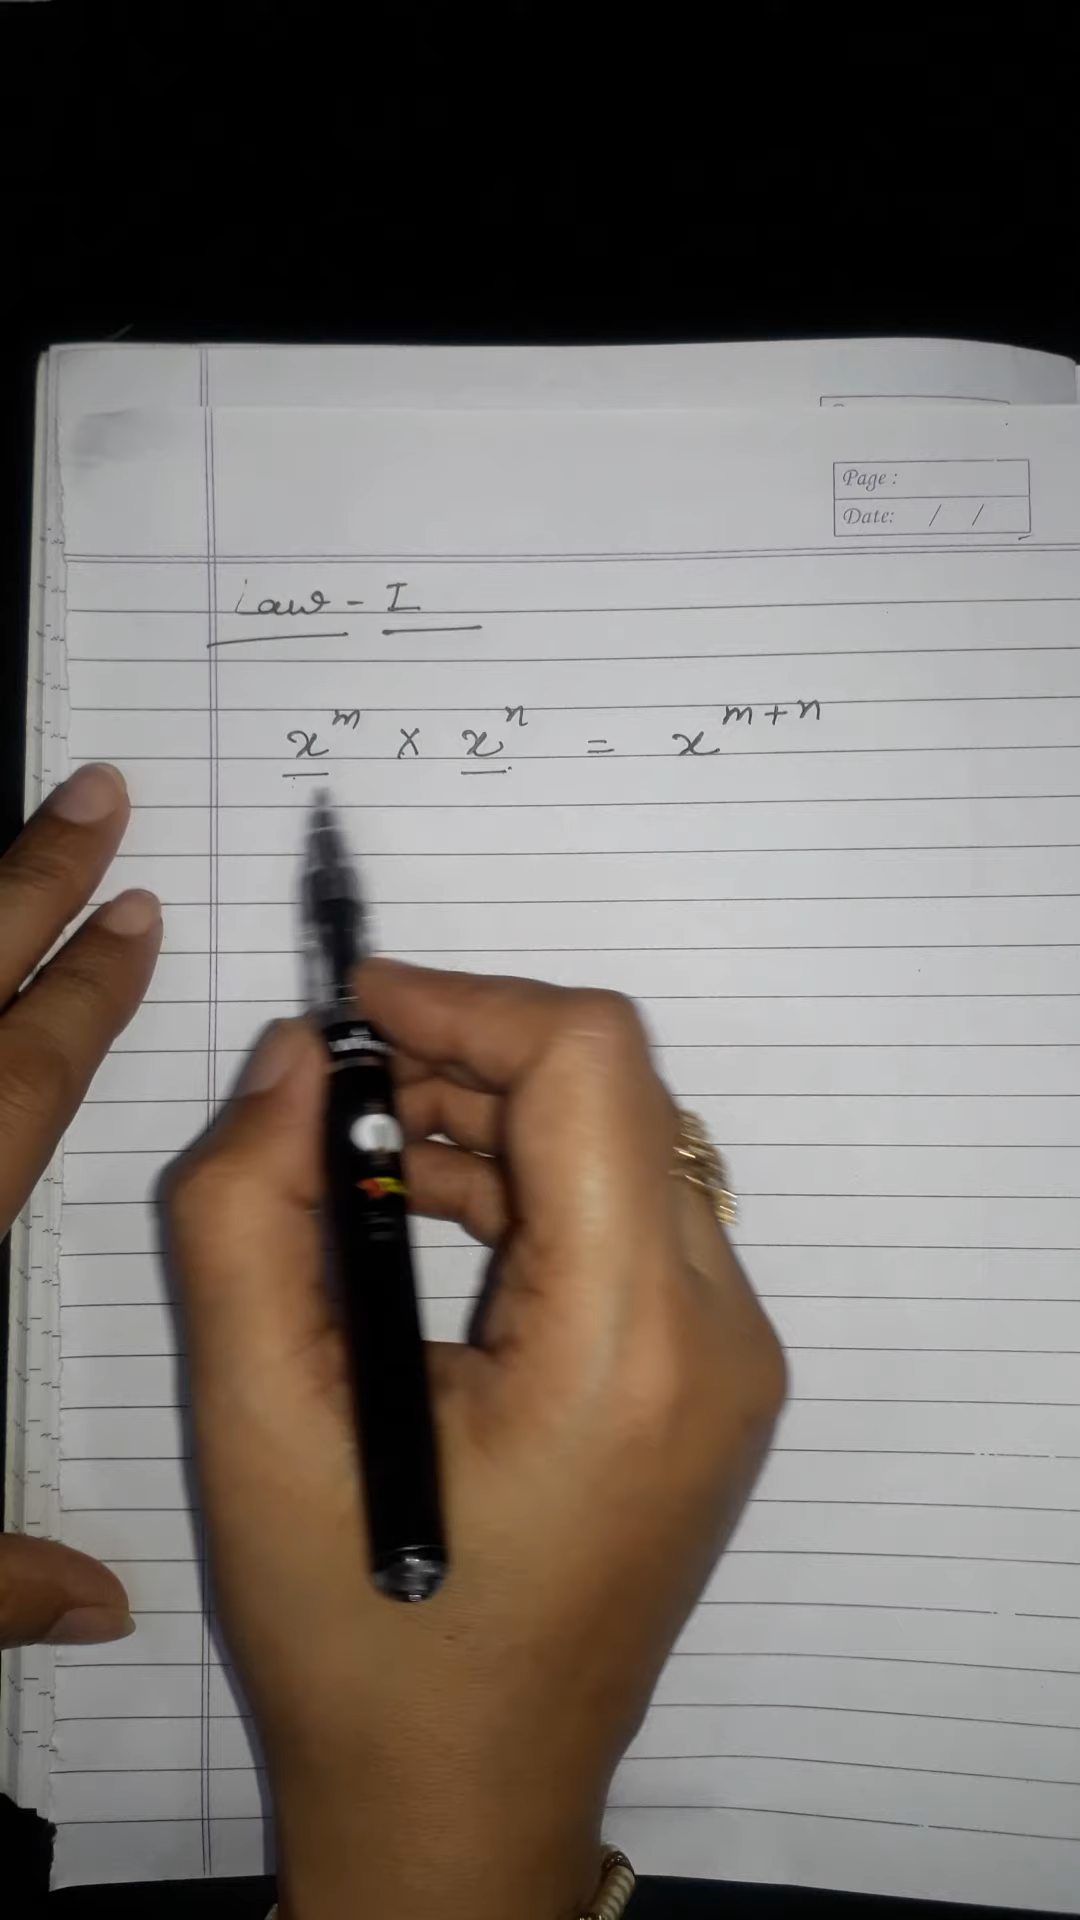 Page :
Date: / /
Law - I
x^m × x^n = x^{m+n}